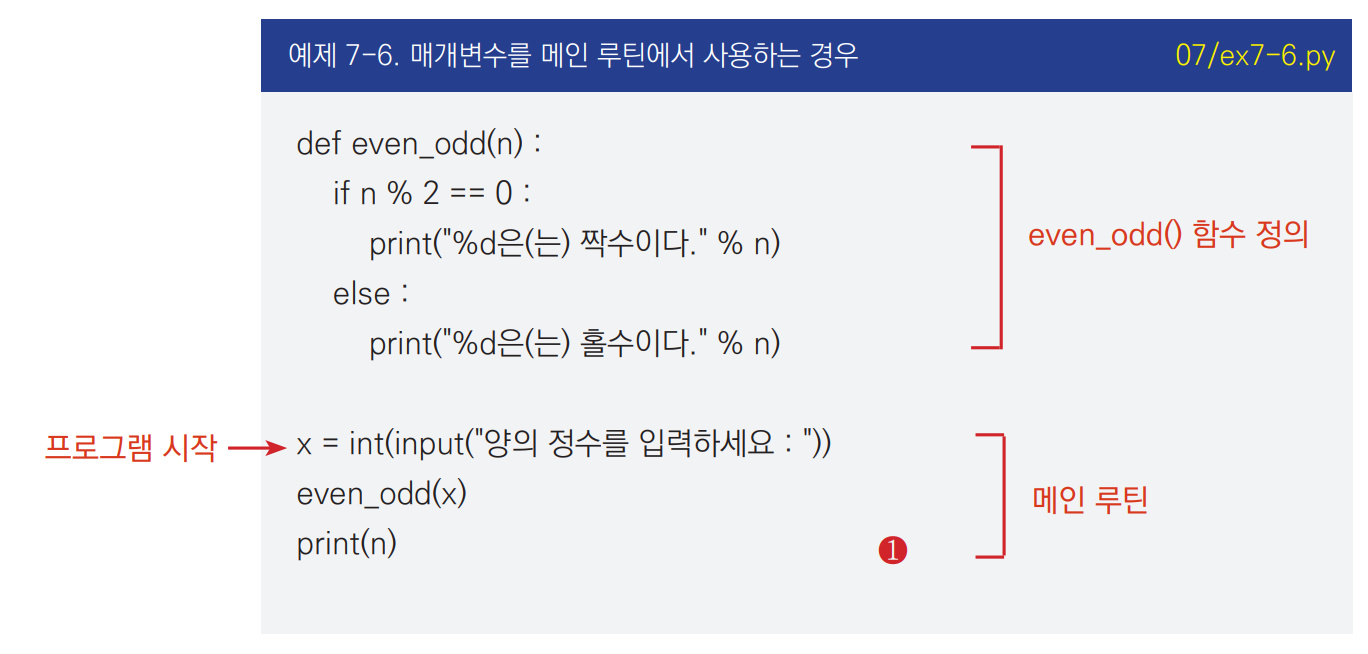 예제 7-6. 매개변수를 메인 루틴에서 사용하는 경우 07/ex7-6.py
def even_odd(n) :
if n % 2 == 0 :
print("%d은(는) 짝수이다." % n)
else :
print("%d은(는) 홀수이다." % n)
even_odd() 함수 정의
프로그램 시작
x = int(input("양의 정수를 입력하세요 : "))
even_odd(x)
print(n)
❶
메인 루틴